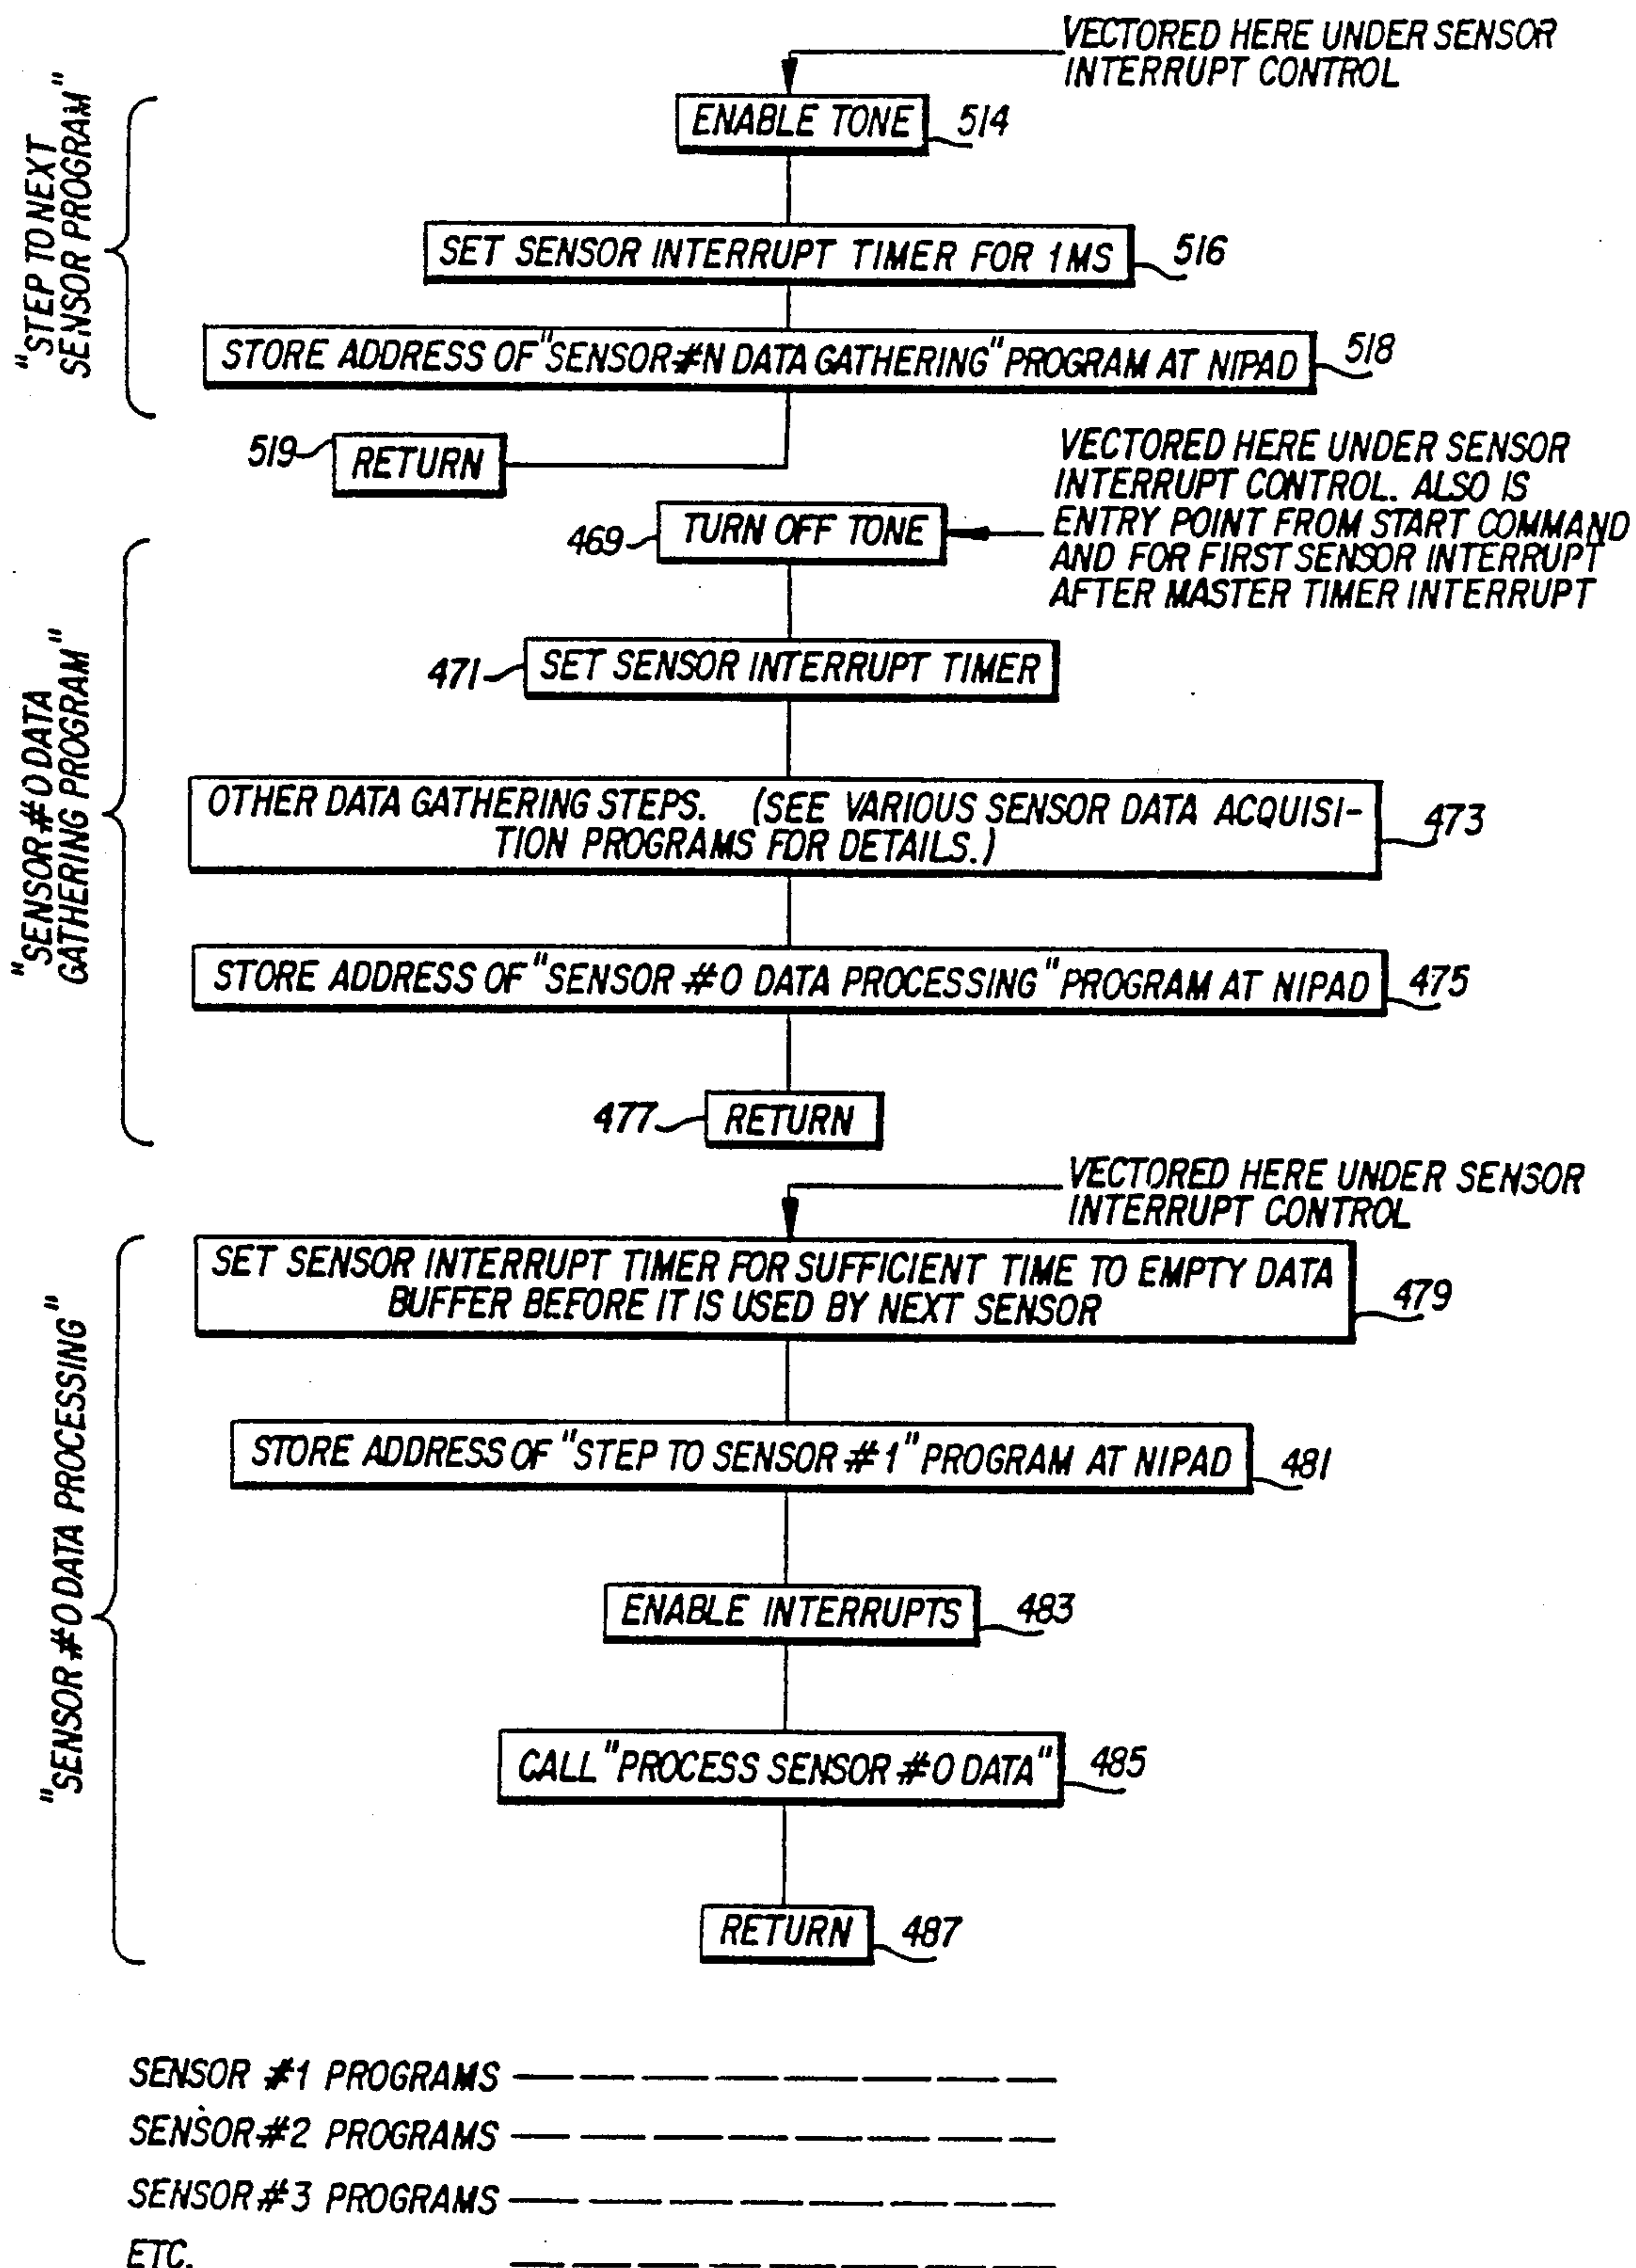 VECTORED HERE UNDER SENSOR
INTERRUPT CONTROL
"STEP TO NEXT
SENSOR PROGRAM"
ENABLE TONE
514
SET SENSOR INTERRUPT TIMER FOR 1MS
516
STORE ADDRESS OF "SENSOR #N DATA GATHERING" PROGRAM AT NIPAD
518
519
RETURN
VECTORED HERE UNDER SENSOR
INTERRUPT CONTROL. ALSO IS
ENTRY POINT FROM START COMMAND
AND FOR FIRST SENSOR INTERRUPT
AFTER MASTER TIMER INTERRUPT
"SENSOR #0 DATA
GATHERING PROGRAM"
469
TURN OFF TONE
471
SET SENSOR INTERRUPT TIMER
OTHER DATA GATHERING STEPS. (SEE VARIOUS SENSOR DATA ACQUISI-
TION PROGRAMS FOR DETAILS.)
473
STORE ADDRESS OF "SENSOR #0 DATA PROCESSING" PROGRAM AT NIPAD
475
477
RETURN
VECTORED HERE UNDER SENSOR
INTERRUPT CONTROL
"SENSOR #0 DATA PROCESSING"
SET SENSOR INTERRUPT TIMER FOR SUFFICIENT TIME TO EMPTY DATA
BUFFER BEFORE IT IS USED BY NEXT SENSOR
479
STORE ADDRESS OF "STEP TO SENSOR #1" PROGRAM AT NIPAD
481
ENABLE INTERRUPTS
483
CALL "PROCESS SENSOR #0 DATA"
485
RETURN
487
SENSOR #1 PROGRAMS
SENSOR #2 PROGRAMS
SENSOR #3 PROGRAMS
ETC.